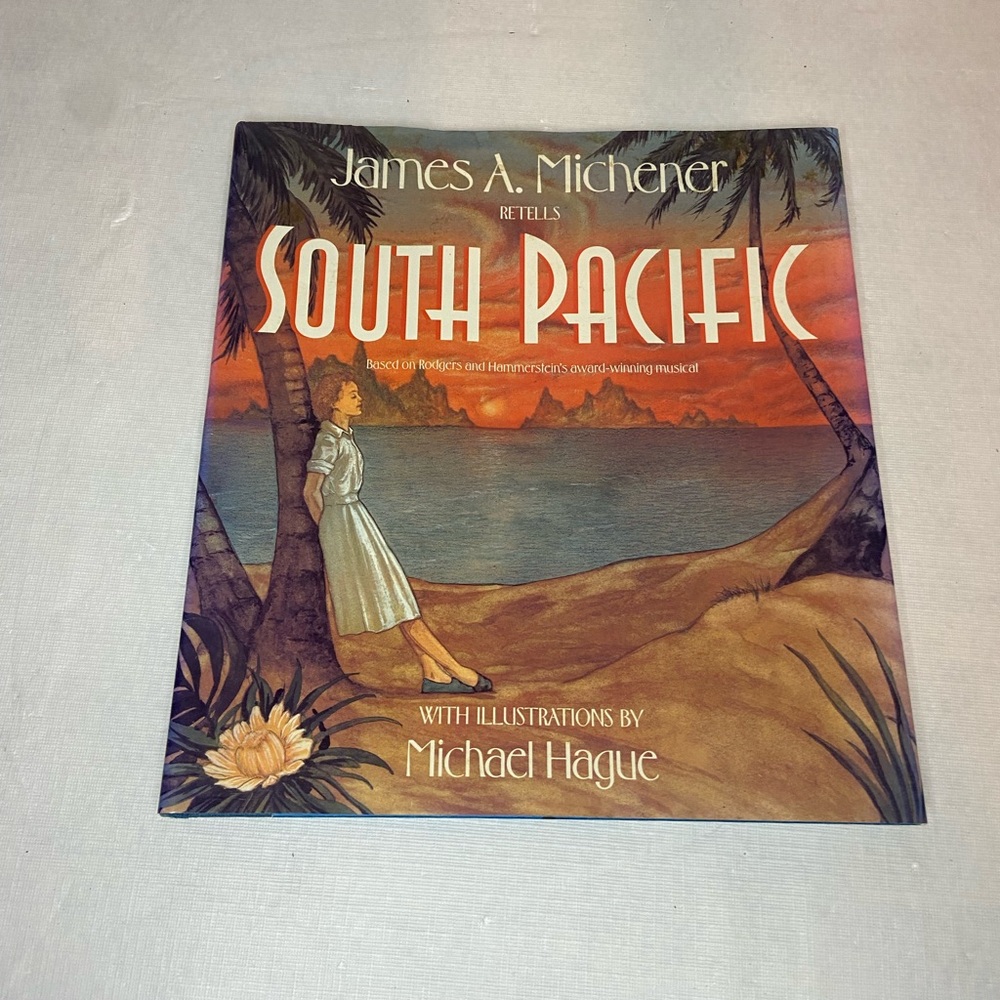 James A. Michener
RETELLS
SOUTH PACIFIC
Based on Rodgers and Hammerstein's award-winning musical
WITH ILLUSTRATIONS BY
Michael Hague